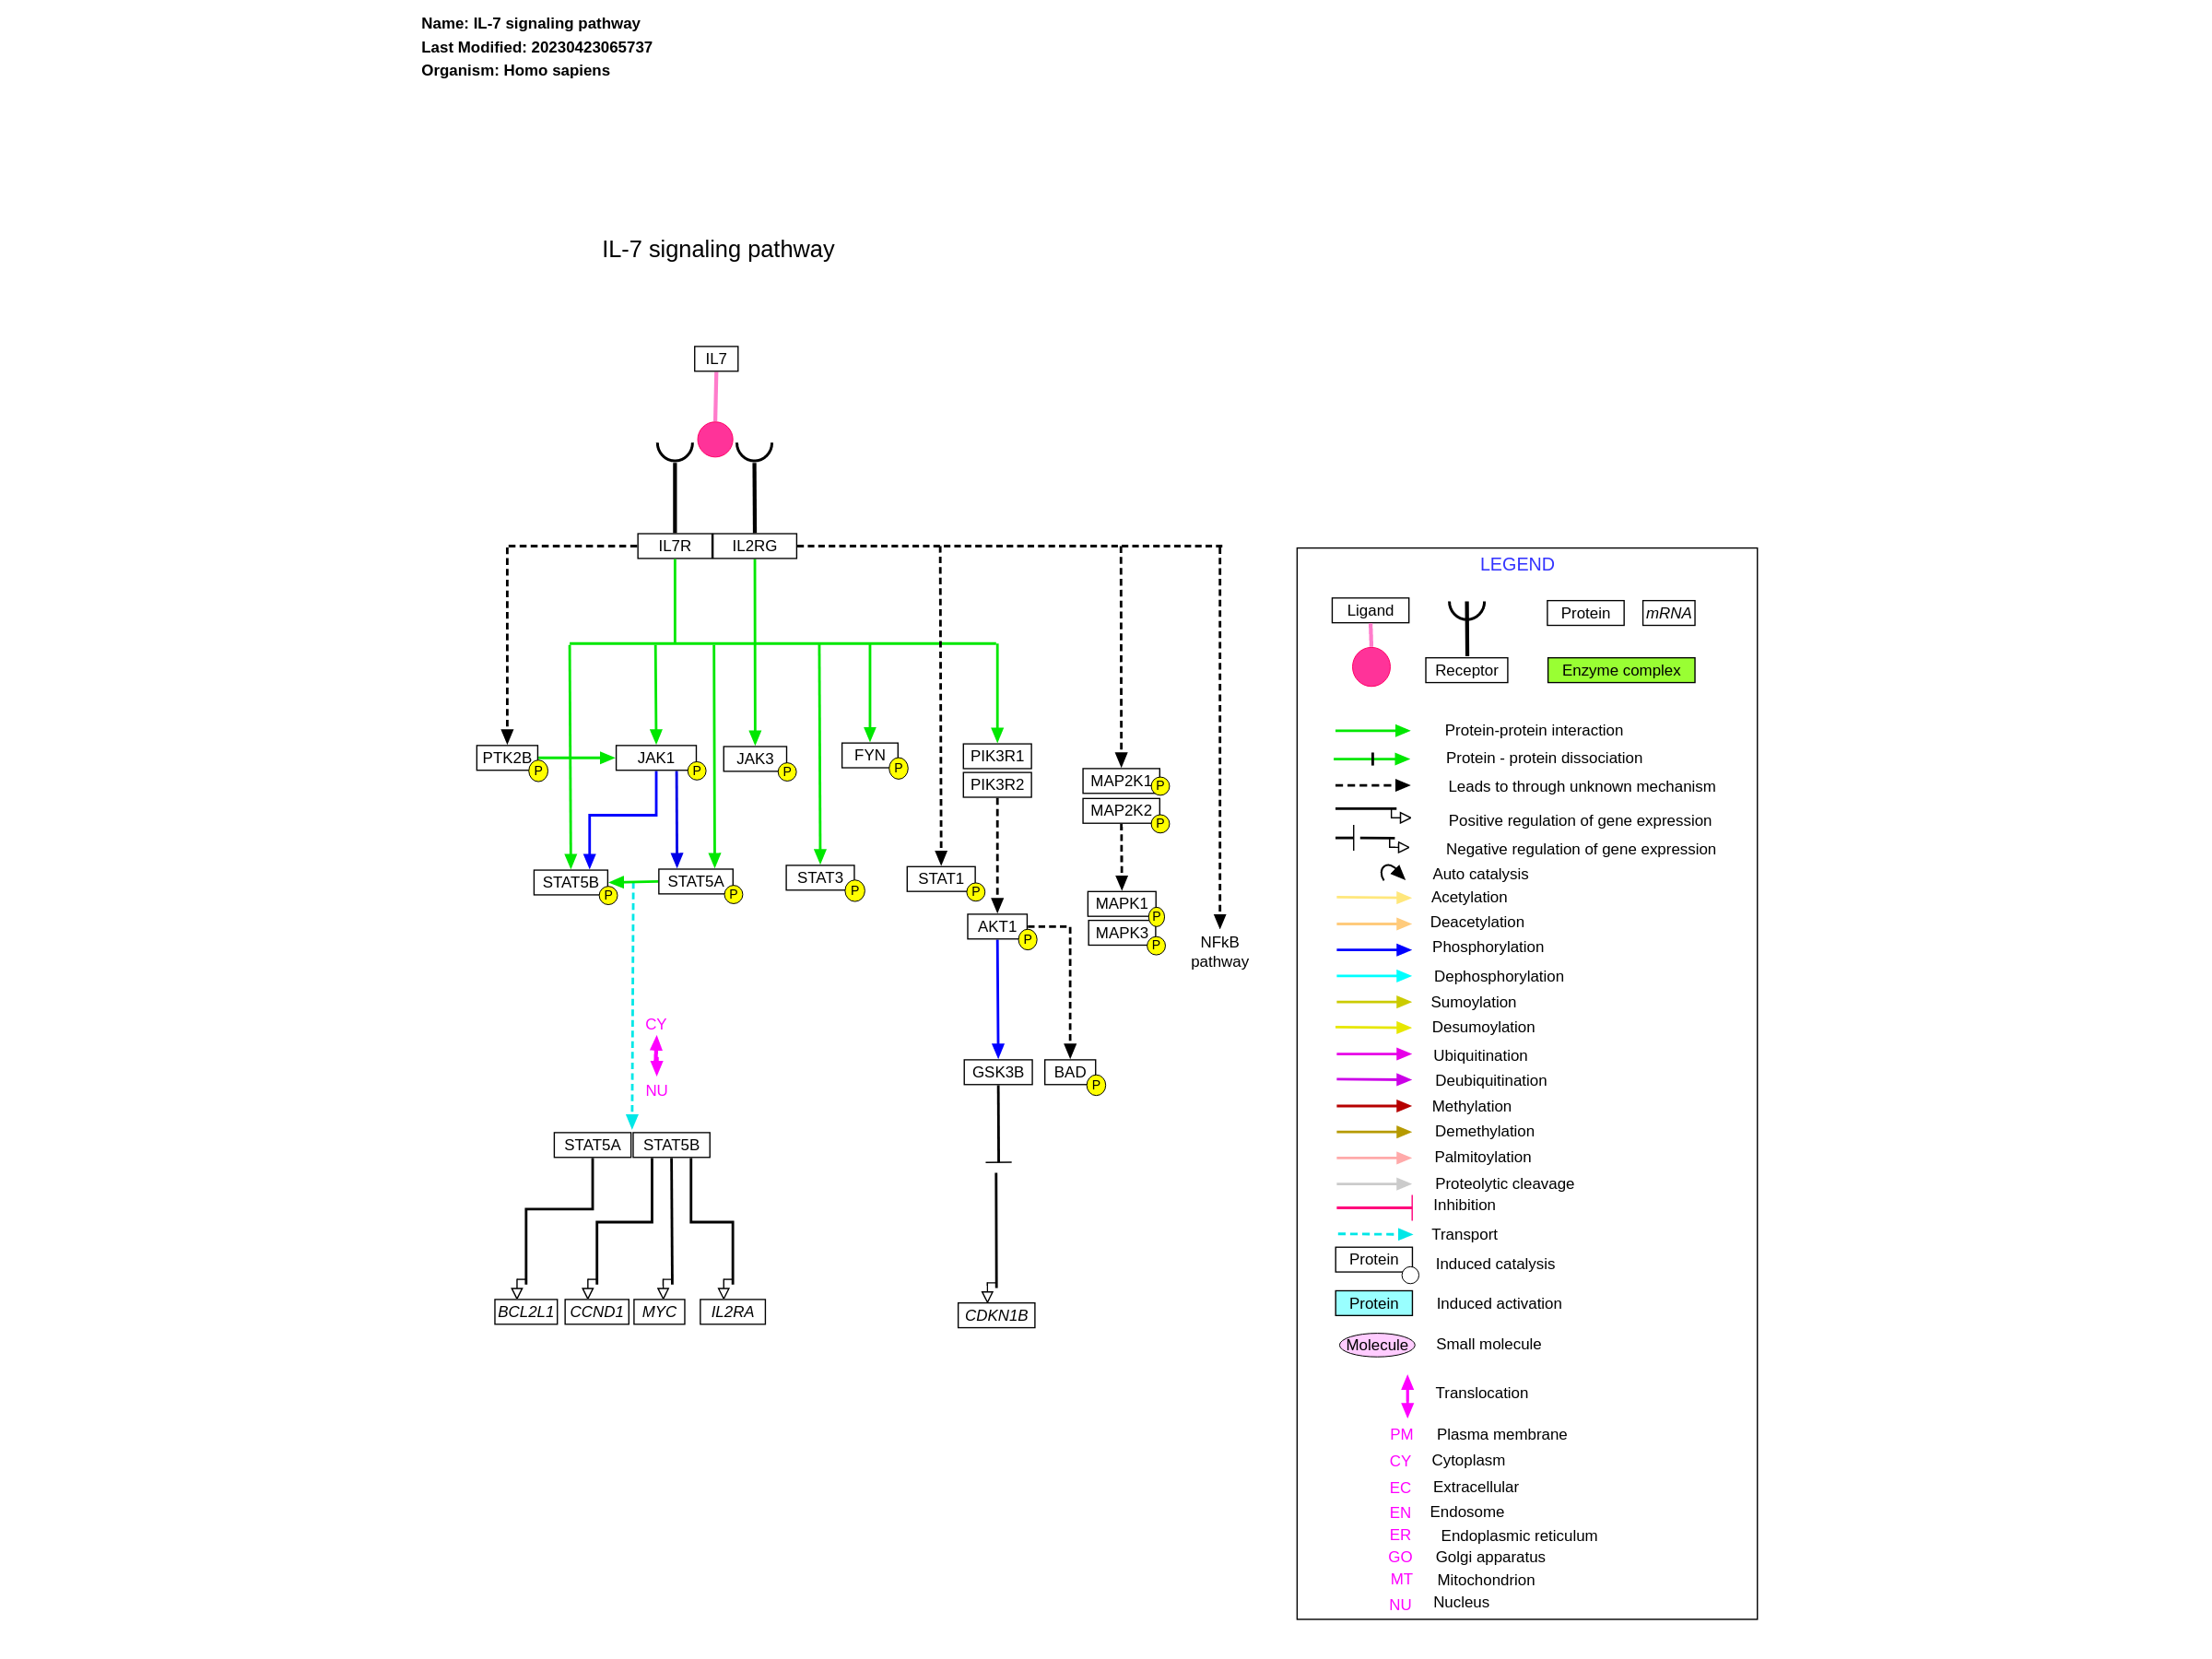 Name: IL-7 signaling pathway
Last Modified: 20230423065737
Organism: Homo sapiens
IL-7 signaling pathway
IL7
IL7R
IL2RG
PTK2B
P
JAK1
P
JAK3
P
FYN
P
PIK3R1
PIK3R2
MAP2K1
P
MAP2K2
P
STAT5B
P
STAT5A
P
STAT3
P
STAT1
P
MAPK1
P
MAPK3
P
AKT1
P
NFkB
pathway
CY
NU
GSK3B
BAD
P
STAT5A
STAT5B
BCL2L1
CCND1
MYC
IL2RA
CDKN1B
LEGEND
Ligand
Receptor
Protein
mRNA
Enzyme complex
Protein-protein interaction
Protein - protein dissociation
Leads to through unknown mechanism
Positive regulation of gene expression
Negative regulation of gene expression
Auto catalysis
Acetylation
Deacetylation
Phosphorylation
Dephosphorylation
Sumoylation
Desumoylation
Ubiquitination
Deubiquitination
Methylation
Demethylation
Palmitoylation
Proteolytic cleavage
Inhibition
Transport
Protein
Induced catalysis
Protein
Induced activation
Molecule
Small molecule
Translocation
PM Plasma membrane
CY Cytoplasm
EC Extracellular
EN Endosome
ER Endoplasmic reticulum
GO Golgi apparatus
MT Mitochondrion
NU Nucleus